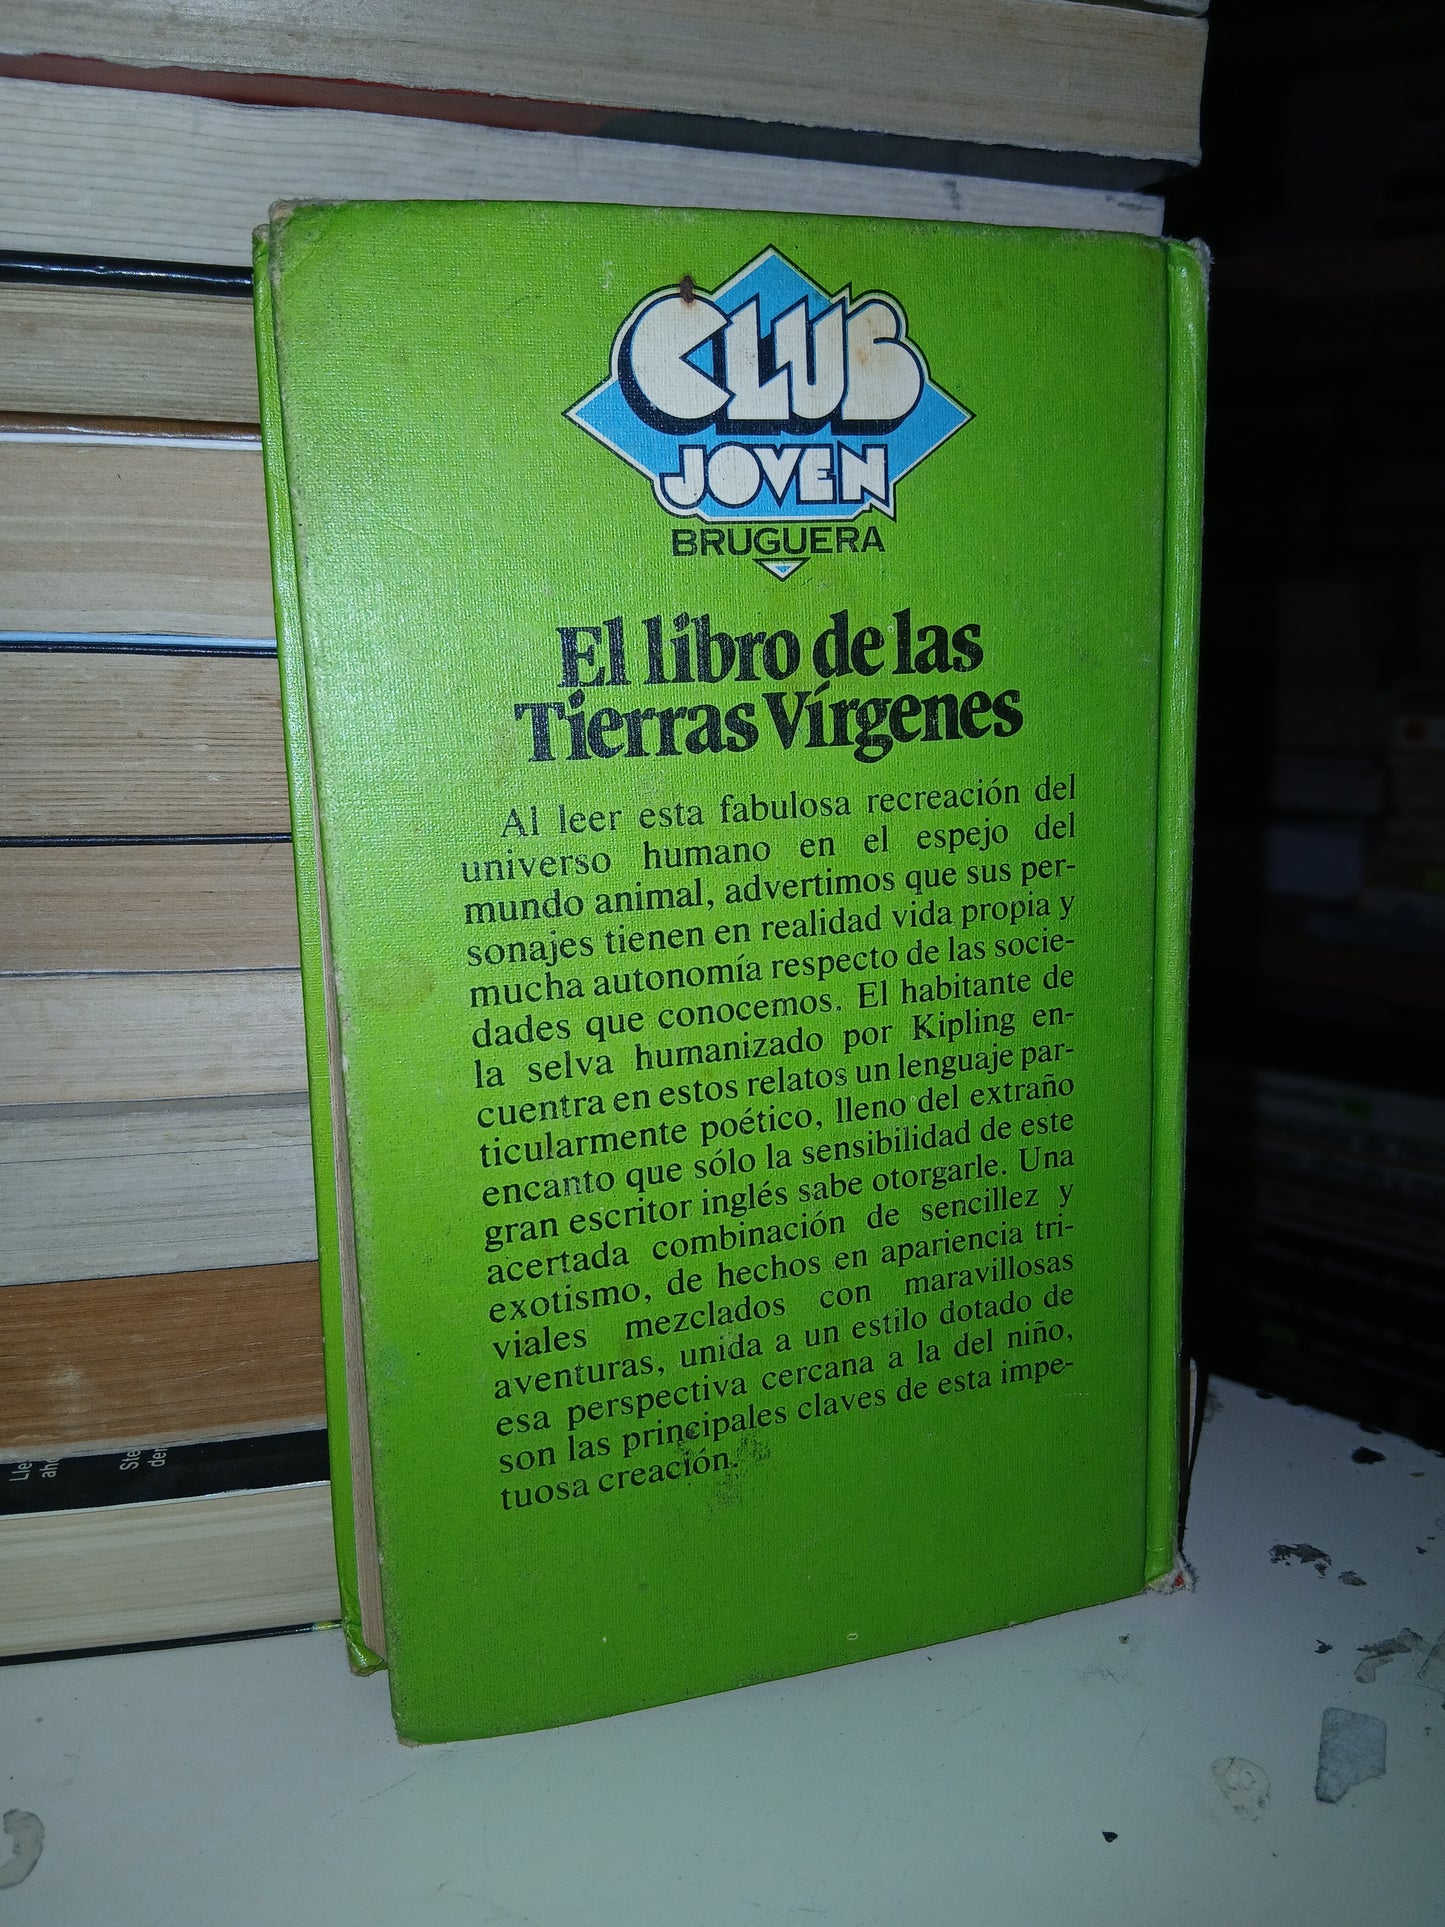 CLUB
JOVEN
BRUGUERA
El libro de las
Tierras Vírgenes
Al leer esta fabulosa recreación del
universo humano en el espejo del
mundo animal, advertimos que sus per-
sonajes tienen en realidad vida propia y
mucha autonomía respecto de las socie-
dades que conocemos. El habitante de
la selva humanizado por Kipling en-
cuentra en estos relatos un lenguaje par-
ticularmente poético, lleno del extraño
encanto que sólo la sensibilidad de este
gran escritor inglés sabe otorgarle. Una
acertada combinación de sencillez y
exotismo, de hechos en apariencia tri-
viales mezclados con maravillosas
aventuras, unida a un estilo dotado de
esa perspectiva cercana a la del niño,
son las principales claves de esta impe-
tuosa creación.